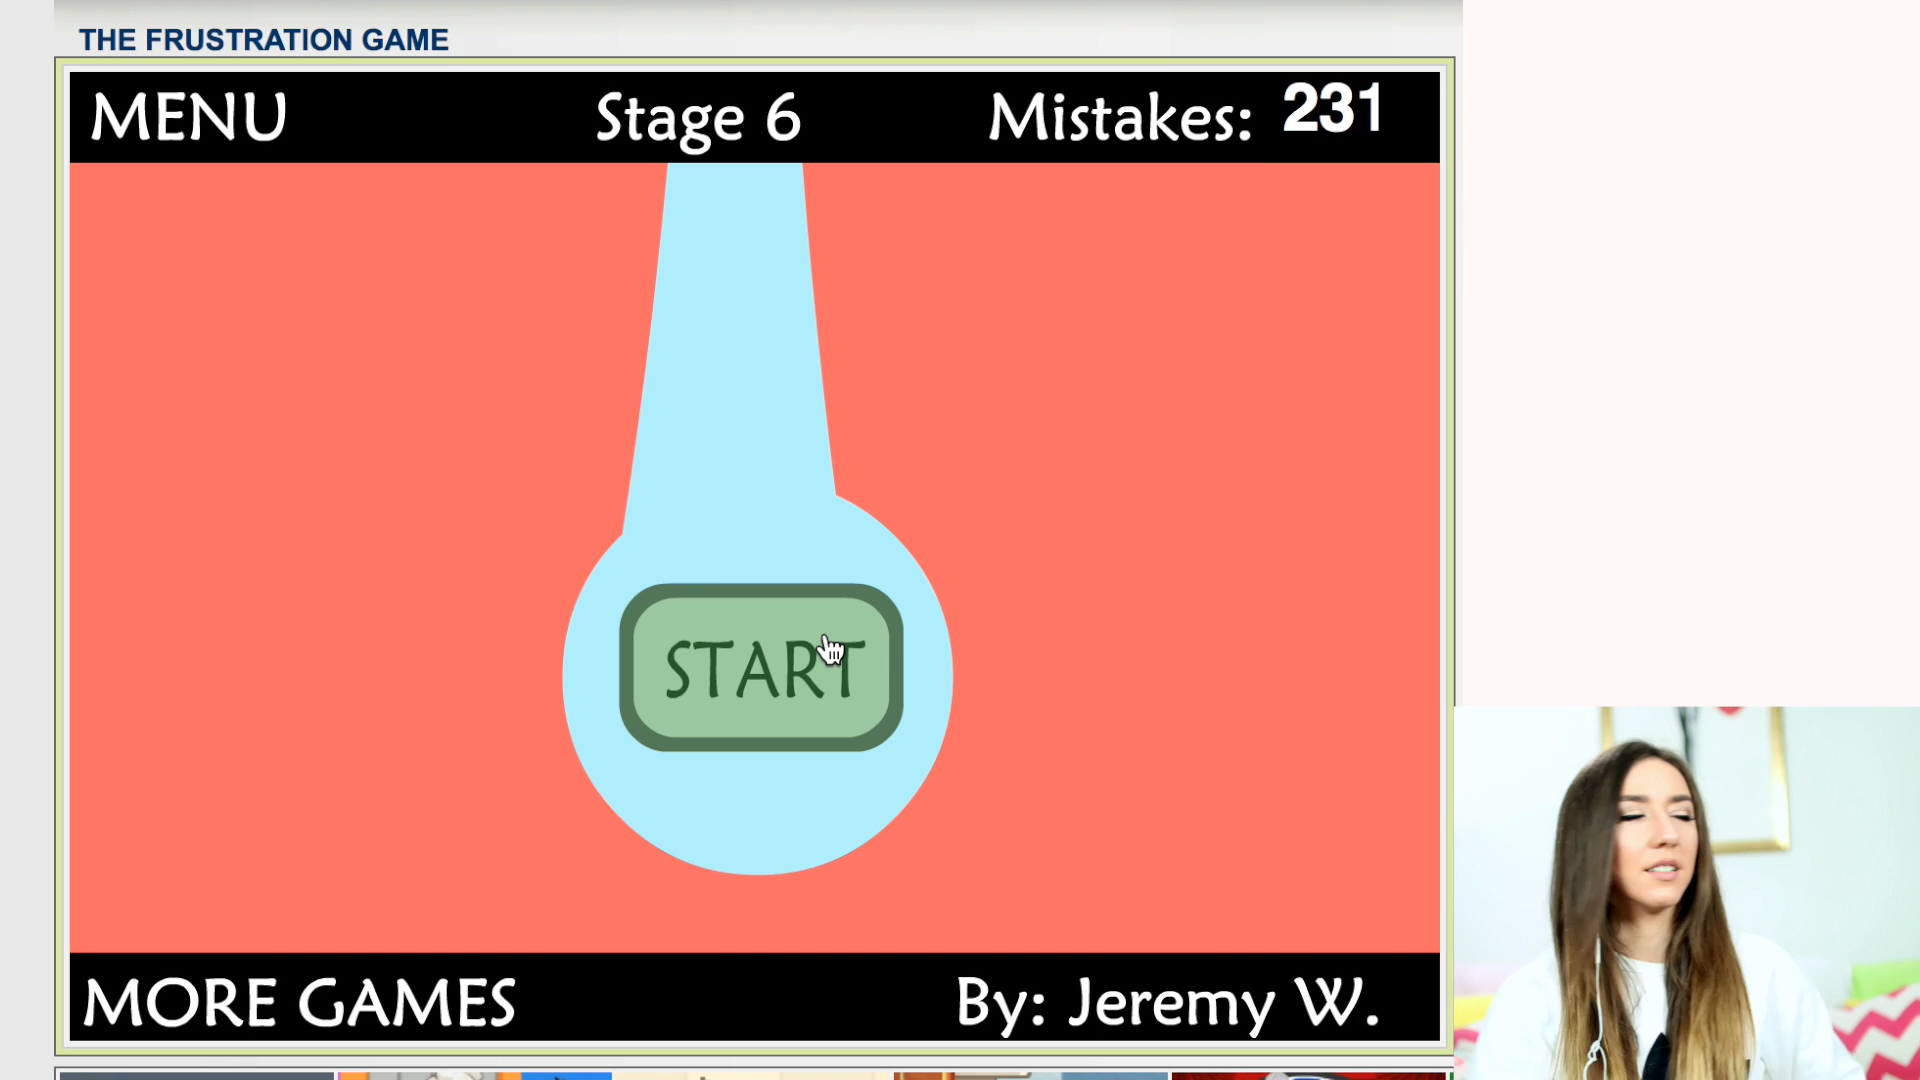 THE FRUSTRATION GAME
MENU Stage 6 Mistakes: 231
START
MORE GAMES By: Jeremy W.